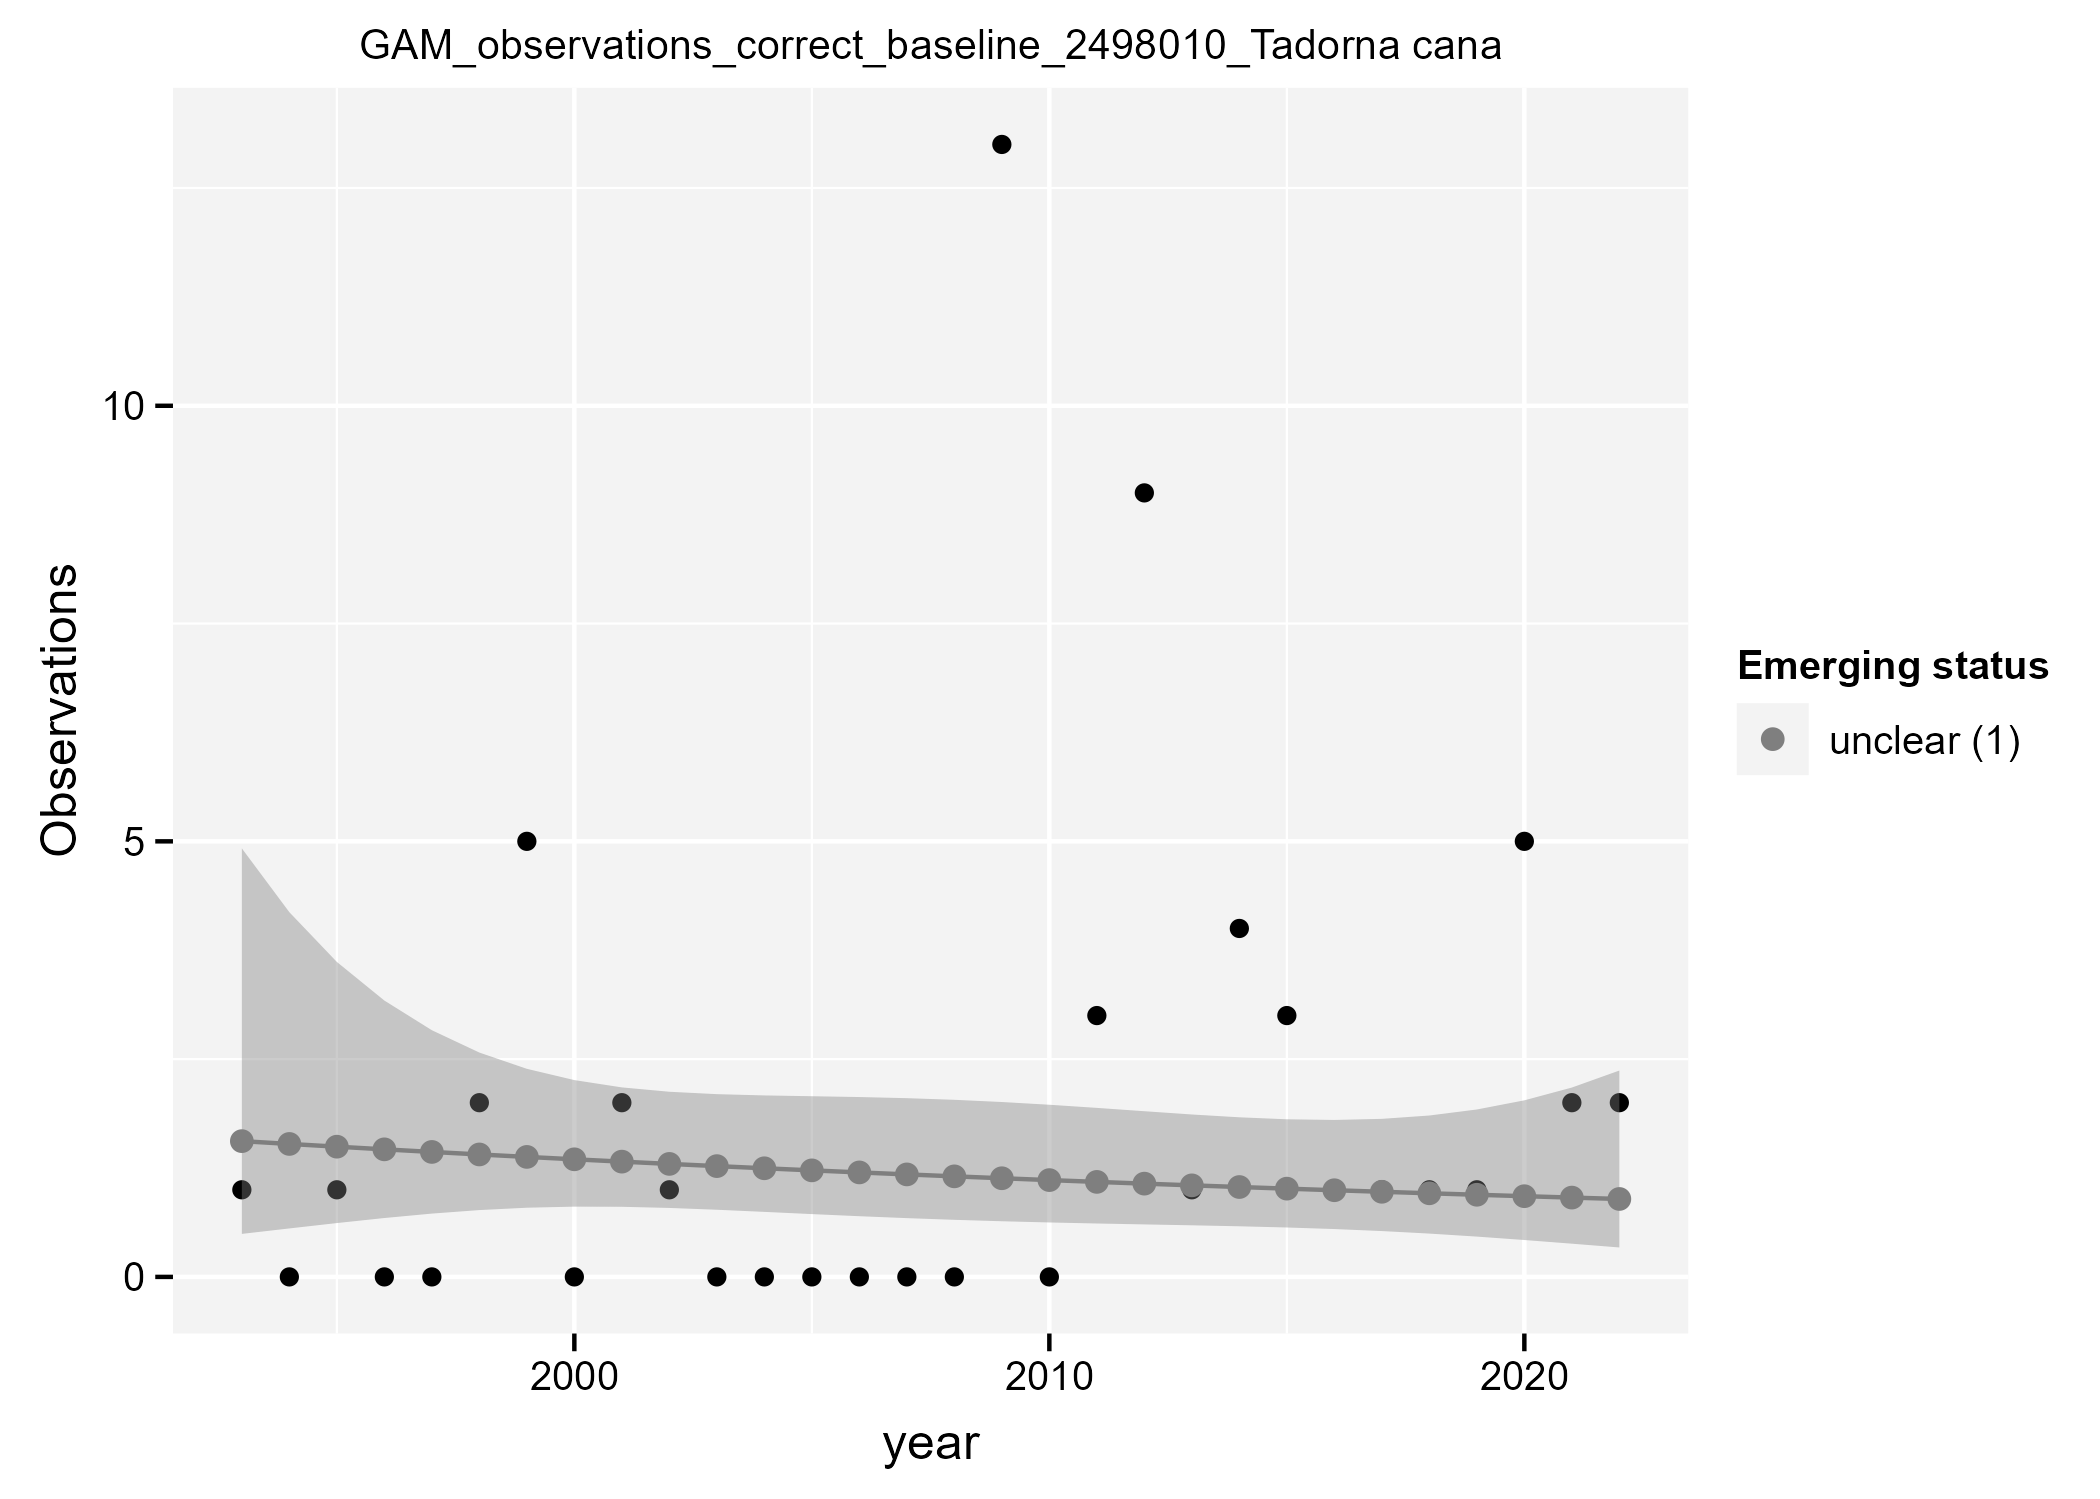 GAM_observations_correct_baseline_2498010_Tadorna cana
10
5
0
Observations
2000
2010
2020
year
Emerging status
unclear (1)